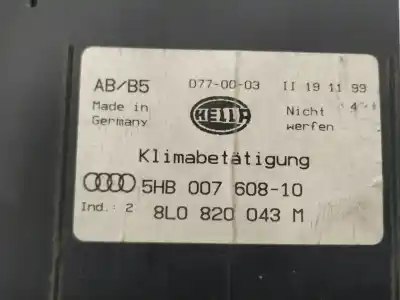 AB/B5 D77-00-03 II 19 11 99
Made in Germany
HELLA
Nicht werfen
Klimabetätigung
5HB 007 608-10
Ind.: 2 8L0 820 043 M